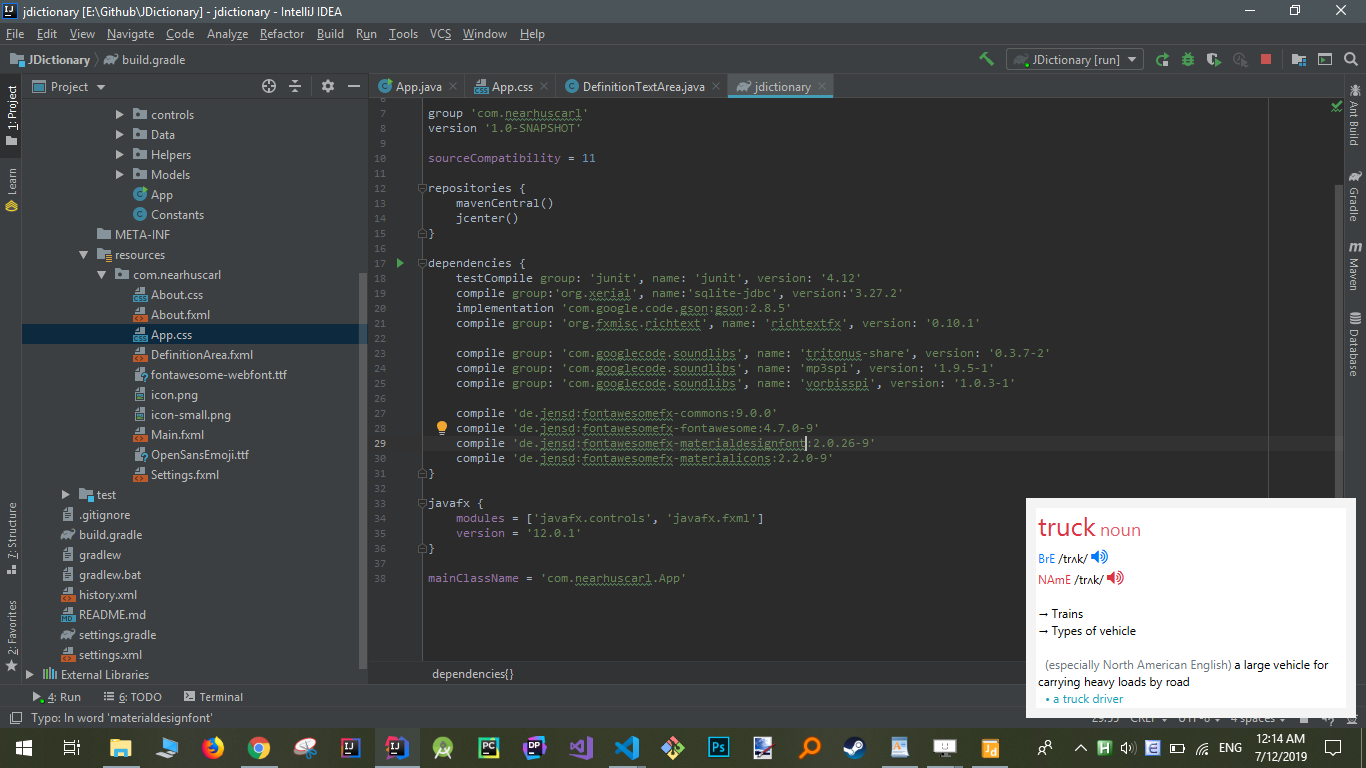 jdictionary [E:\Github\JDictionary] - jdictionary - IntelliJ IDEA
File Edit View Navigate Code Analyze Refactor Build Run Tools VCS Window Help
JDictionary build.gradle
JDictionary [run]
Project
App.java App.css DefinitionTextArea.java jdictionary
1: Project
Learn
7: Structure
2: Favorites
controls
Data
Helpers
Models
App
Constants
META-INF
resources
com.nearhuscarl
About.css
About.fxml
App.css
DefinitionArea.fxml
fontawesome-webfont.ttf
icon.png
icon-small.png
Main.fxml
OpenSansEmoji.ttf
Settings.fxml
test
.gitignore
build.gradle
gradlew
gradlew.bat
history.xml
README.md
settings.gradle
settings.xml
External Libraries
7 group 'com.nearhuscarl'
8 version '1.0-SNAPSHOT'
9
10 sourceCompatibility = 11
11
12 repositories {
13 mavenCentral()
14 jcenter()
15 }
16
17 dependencies {
18 testCompile group: 'junit', name: 'junit', version: '4.12'
19 compile group:'org.xerial', name:'sqlite-jdbc', version:'3.27.2'
20 implementation 'com.google.code.gson:gson:2.8.5'
21 compile group: 'org.fxmisc.richtext', name: 'richtextfx', version: '0.10.1'
22
23 compile group: 'com.googlecode.soundlibs', name: 'tritonus-share', version: '0.3.7-2'
24 compile group: 'com.googlecode.soundlibs', name: 'mp3spi', version: '1.9.5-1'
25 compile group: 'com.googlecode.soundlibs', name: 'vorbisspi', version: '1.0.3-1'
26
27 compile 'de.jensd:fontawesomefx-commons:9.0.0'
28 compile 'de.jensd:fontawesomefx-fontawesome:4.7.0-9'
29 compile 'de.jensd:fontawesomefx-materialdesignfont:2.0.26-9'
30 compile 'de.jensd:fontawesomefx-materialicons:2.2.0-9'
31 }
32
33 javafx {
34 modules = ['javafx.controls', 'javafx.fxml']
35 version = '12.0.1'
36 }
37
38 mainClassName = 'com.nearhuscarl.App'
dependencies{}
Ant Build
Gradle
Maven
Database
truck noun
BrE /trʌk/
NAmE /trʌk/
→ Trains
→ Types of vehicle
(especially North American English) a large vehicle for
carrying heavy loads by road
• a truck driver
4: Run 6: TODO Terminal
Typo: In word 'materialdesignfont'
ENG
12:14 AM
7/12/2019